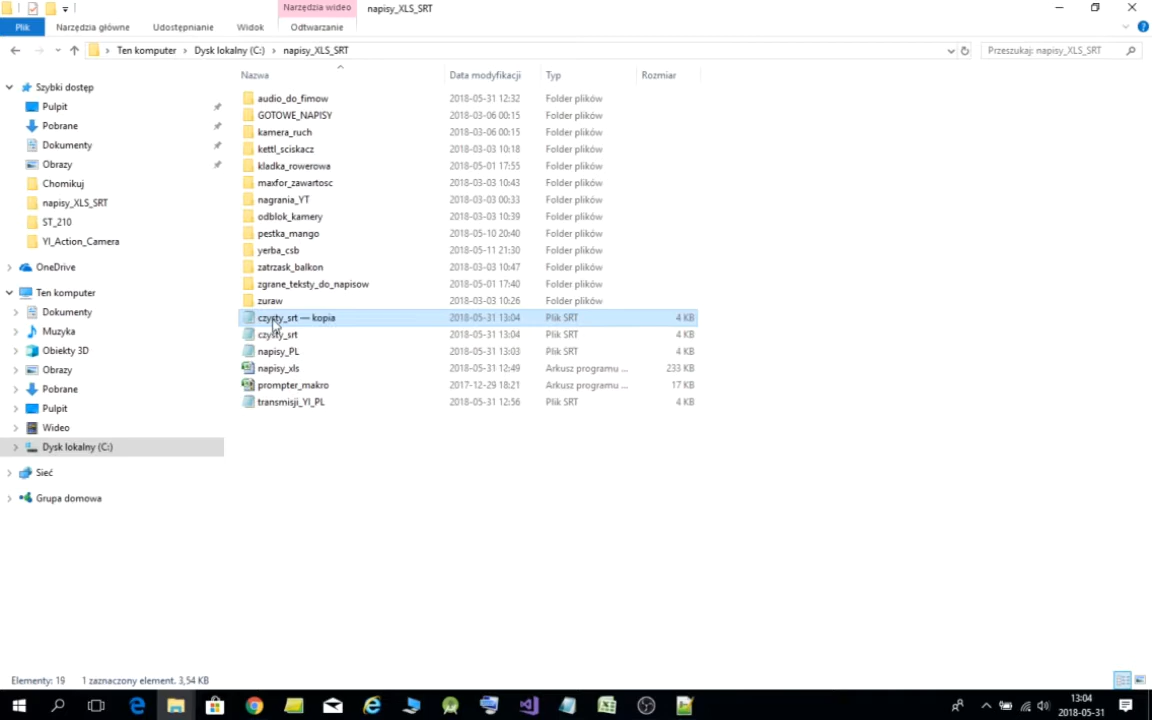 Narzędzia wideo
napisy_XLS_SRT
Plik
Narzędzia główne
Udostępnianie
Widok
Odtwarzanie
Ten komputer > Dysk lokalny (C:) > napisy_XLS_SRT
Przeszukaj: napisy_XLS_SRT
Nazwa Data modyfikacji Typ Rozmiar
Szybki dostęp
Pulpit
Pobrane
Dokumenty
Obrazy
Chomikuj
napisy_XLS_SRT
ST_210
YI_Action_Camera
OneDrive
Ten komputer
Dokumenty
Muzyka
Obiekty 3D
Obrazy
Pobrane
Pulpit
Wideo
Dysk lokalny (C:)
Sieć
Grupa domowa
audio_do_fimow 2018-05-31 12:32 Folder plików
GOTOWE_NAPISY 2018-03-06 00:15 Folder plików
kamera_ruch 2018-03-06 00:15 Folder plików
kettl_sciskacz 2018-03-03 10:18 Folder plików
kladka_rowerowa 2018-05-01 17:55 Folder plików
maxfor_zawartosc 2018-03-03 10:43 Folder plików
nagrania_YT 2018-03-03 00:33 Folder plików
odblok_kamery 2018-03-03 10:39 Folder plików
pestka_mango 2018-05-10 20:40 Folder plików
yerba_csb 2018-05-11 21:30 Folder plików
zatrzask_balkon 2018-03-03 10:47 Folder plików
zgrane_teksty_do_napisow 2018-05-01 17:40 Folder plików
zuraw 2018-03-03 10:26 Folder plików
czysty_srt — kopia 2018-05-31 13:04 Plik SRT 4 KB
czysty_srt 2018-05-31 13:04 Plik SRT 4 KB
napisy_PL 2018-05-31 13:03 Plik SRT 4 KB
napisy_xls 2018-05-31 12:49 Arkusz programu ... 233 KB
prompter_makro 2017-12-29 18:21 Arkusz programu ... 17 KB
transmisji_YI_PL 2018-05-31 12:56 Plik SRT 4 KB
Elementy: 19 1 zaznaczony element. 3,54 KB
13:04
2018-05-31